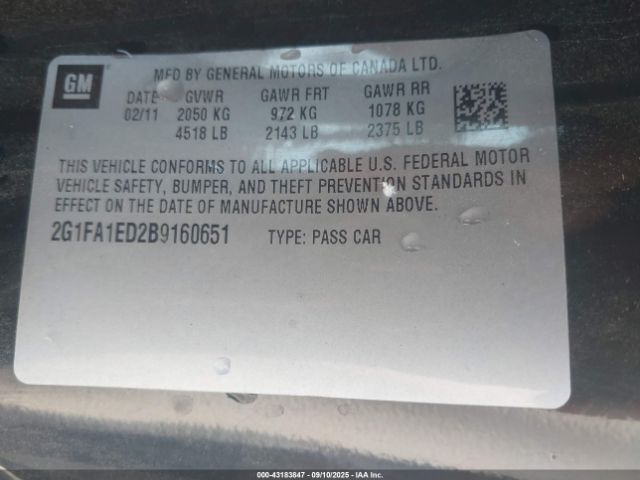 GM
MFD BY GENERAL MOTORS OF CANADA LTD.
DATE GVWR GAWR FRT GAWR RR
02/11 2050 KG 972 KG 1078 KG
4518 LB 2143 LB 2375 LB
THIS VEHICLE CONFORMS TO ALL APPLICABLE U.S. FEDERAL MOTOR
VEHICLE SAFETY, BUMPER, AND THEFT PREVENTION STANDARDS IN
EFFECT ON THE DATE OF MANUFACTURE SHOWN ABOVE.
2G1FA1ED2B9160651 TYPE: PASS CAR
000-43183847 - 09/10/2025 - IAA Inc.